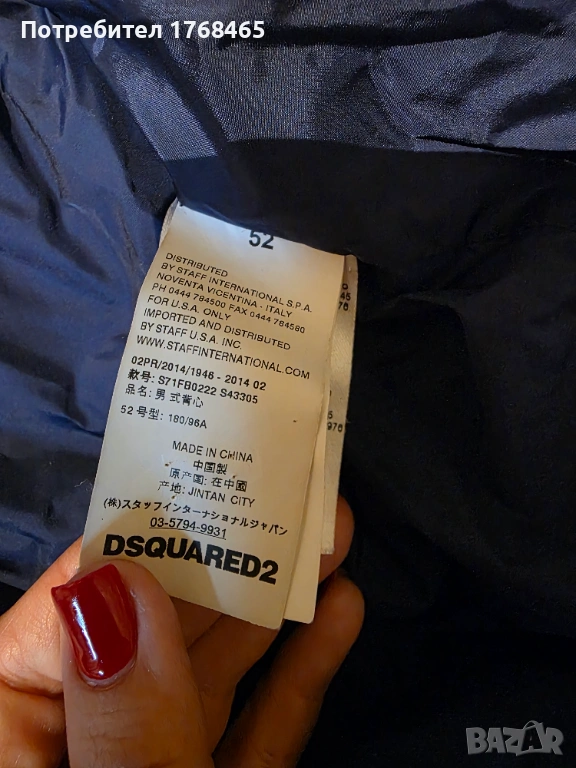 Потребител 1768465
52
DISTRIBUTED
BY STAFF INTERNATIONAL S.P.A.
NOVENTA VICENTINA - ITALY
PH 0444 784500 FAX 0444 784580
FOR U.S.A. ONLY
IMPORTED AND DISTRIBUTED
BY STAFF U.S.A. INC.
WWW.STAFFINTERNATIONAL.COM
02PR/2014/1946 - 2014 02
款号: S71FB0222 S43305
品名: 男式背心
52 号型: 180/96A
MADE IN CHINA
中国製
原产国: 在中國
产地: JINTAN CITY
(株)スタッフインターナショナルジャパン
03-5794-9931
DSQUARED2
BAZAR